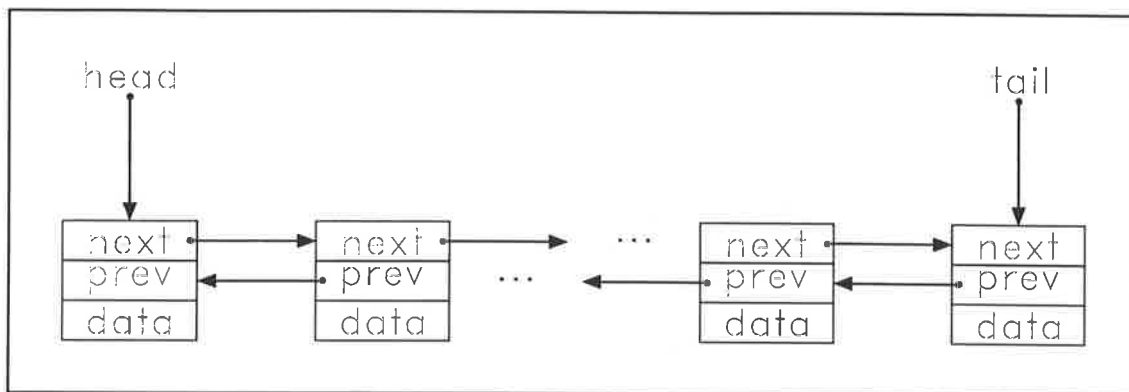 head tail
next next ... next next
prev prev ... prev prev
data data data data